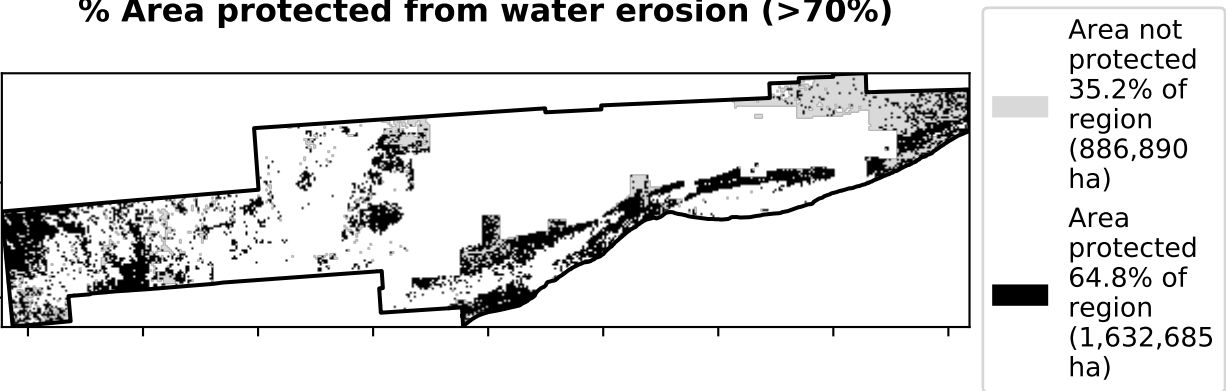 % Area protected from water erosion (>70%)
Area not
protected
35.2% of
region
(886,890
ha)
Area
protected
64.8% of
region
(1,632,685
ha)